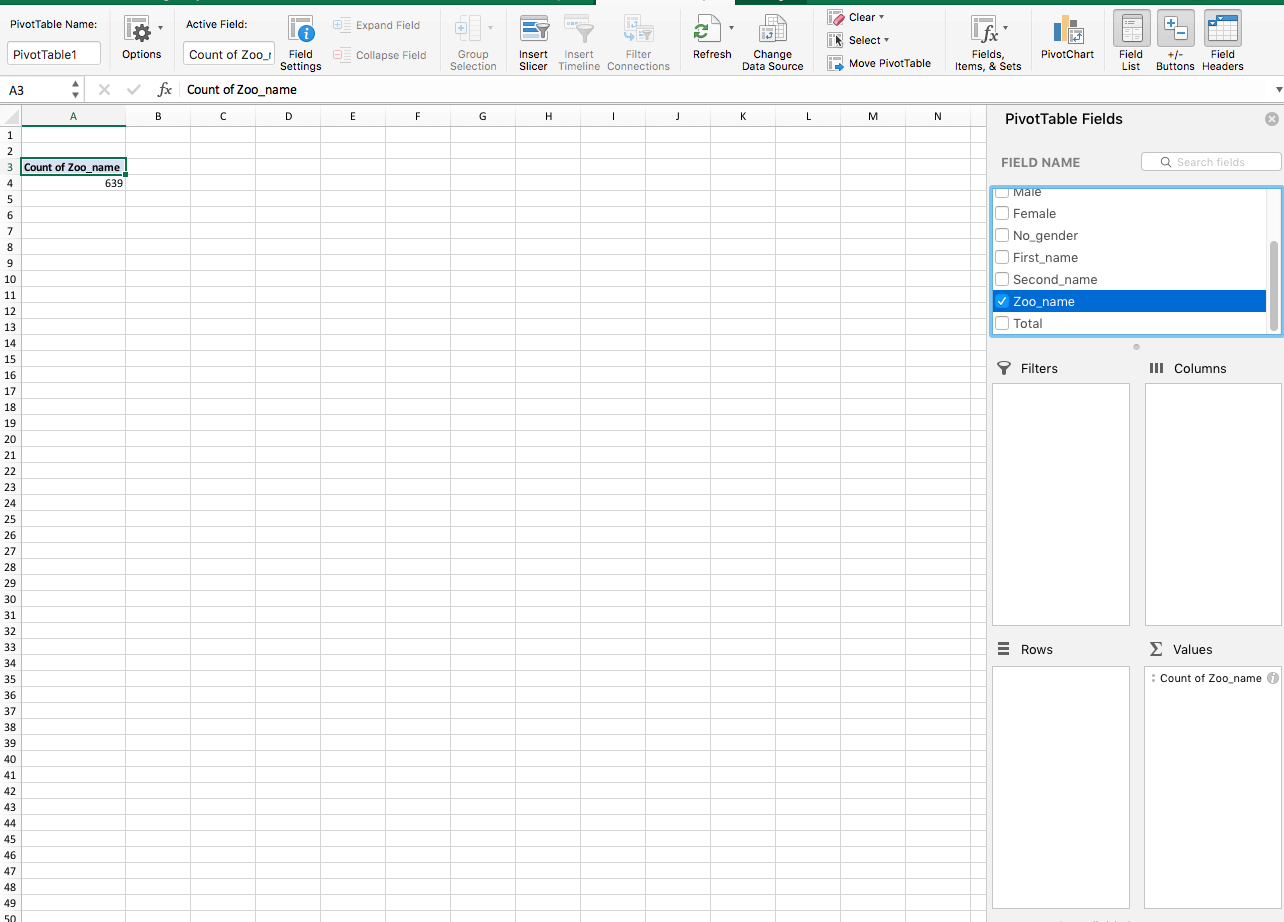 PivotTable Name:
PivotTable1
Options
Active Field:
Count of Zoo_r
Field
Settings
Expand Field
Collapse Field
Group
Selection
Insert
Slicer
Insert
Timeline
Filter
Connections
Refresh
Change
Data Source
Clear
Select
Move PivotTable
Fields,
Items, & Sets
PivotChart
Field
List
+/-
Buttons
Field
Headers
A3
fx
Count of Zoo_name
A B C D E F G H I J K L M N
1
2
3 Count of Zoo_name
4 639
5
6
7
8
9
10
11
12
13
14
15
16
17
18
19
20
21
22
23
24
25
26
27
28
29
30
31
32
33
34
35
36
37
38
39
40
41
42
43
44
45
46
47
48
49
50
PivotTable Fields
FIELD NAME
Search fields
Male
Female
No_gender
First_name
Second_name
Zoo_name
Total
Filters
Columns
Rows
Values
Count of Zoo_name